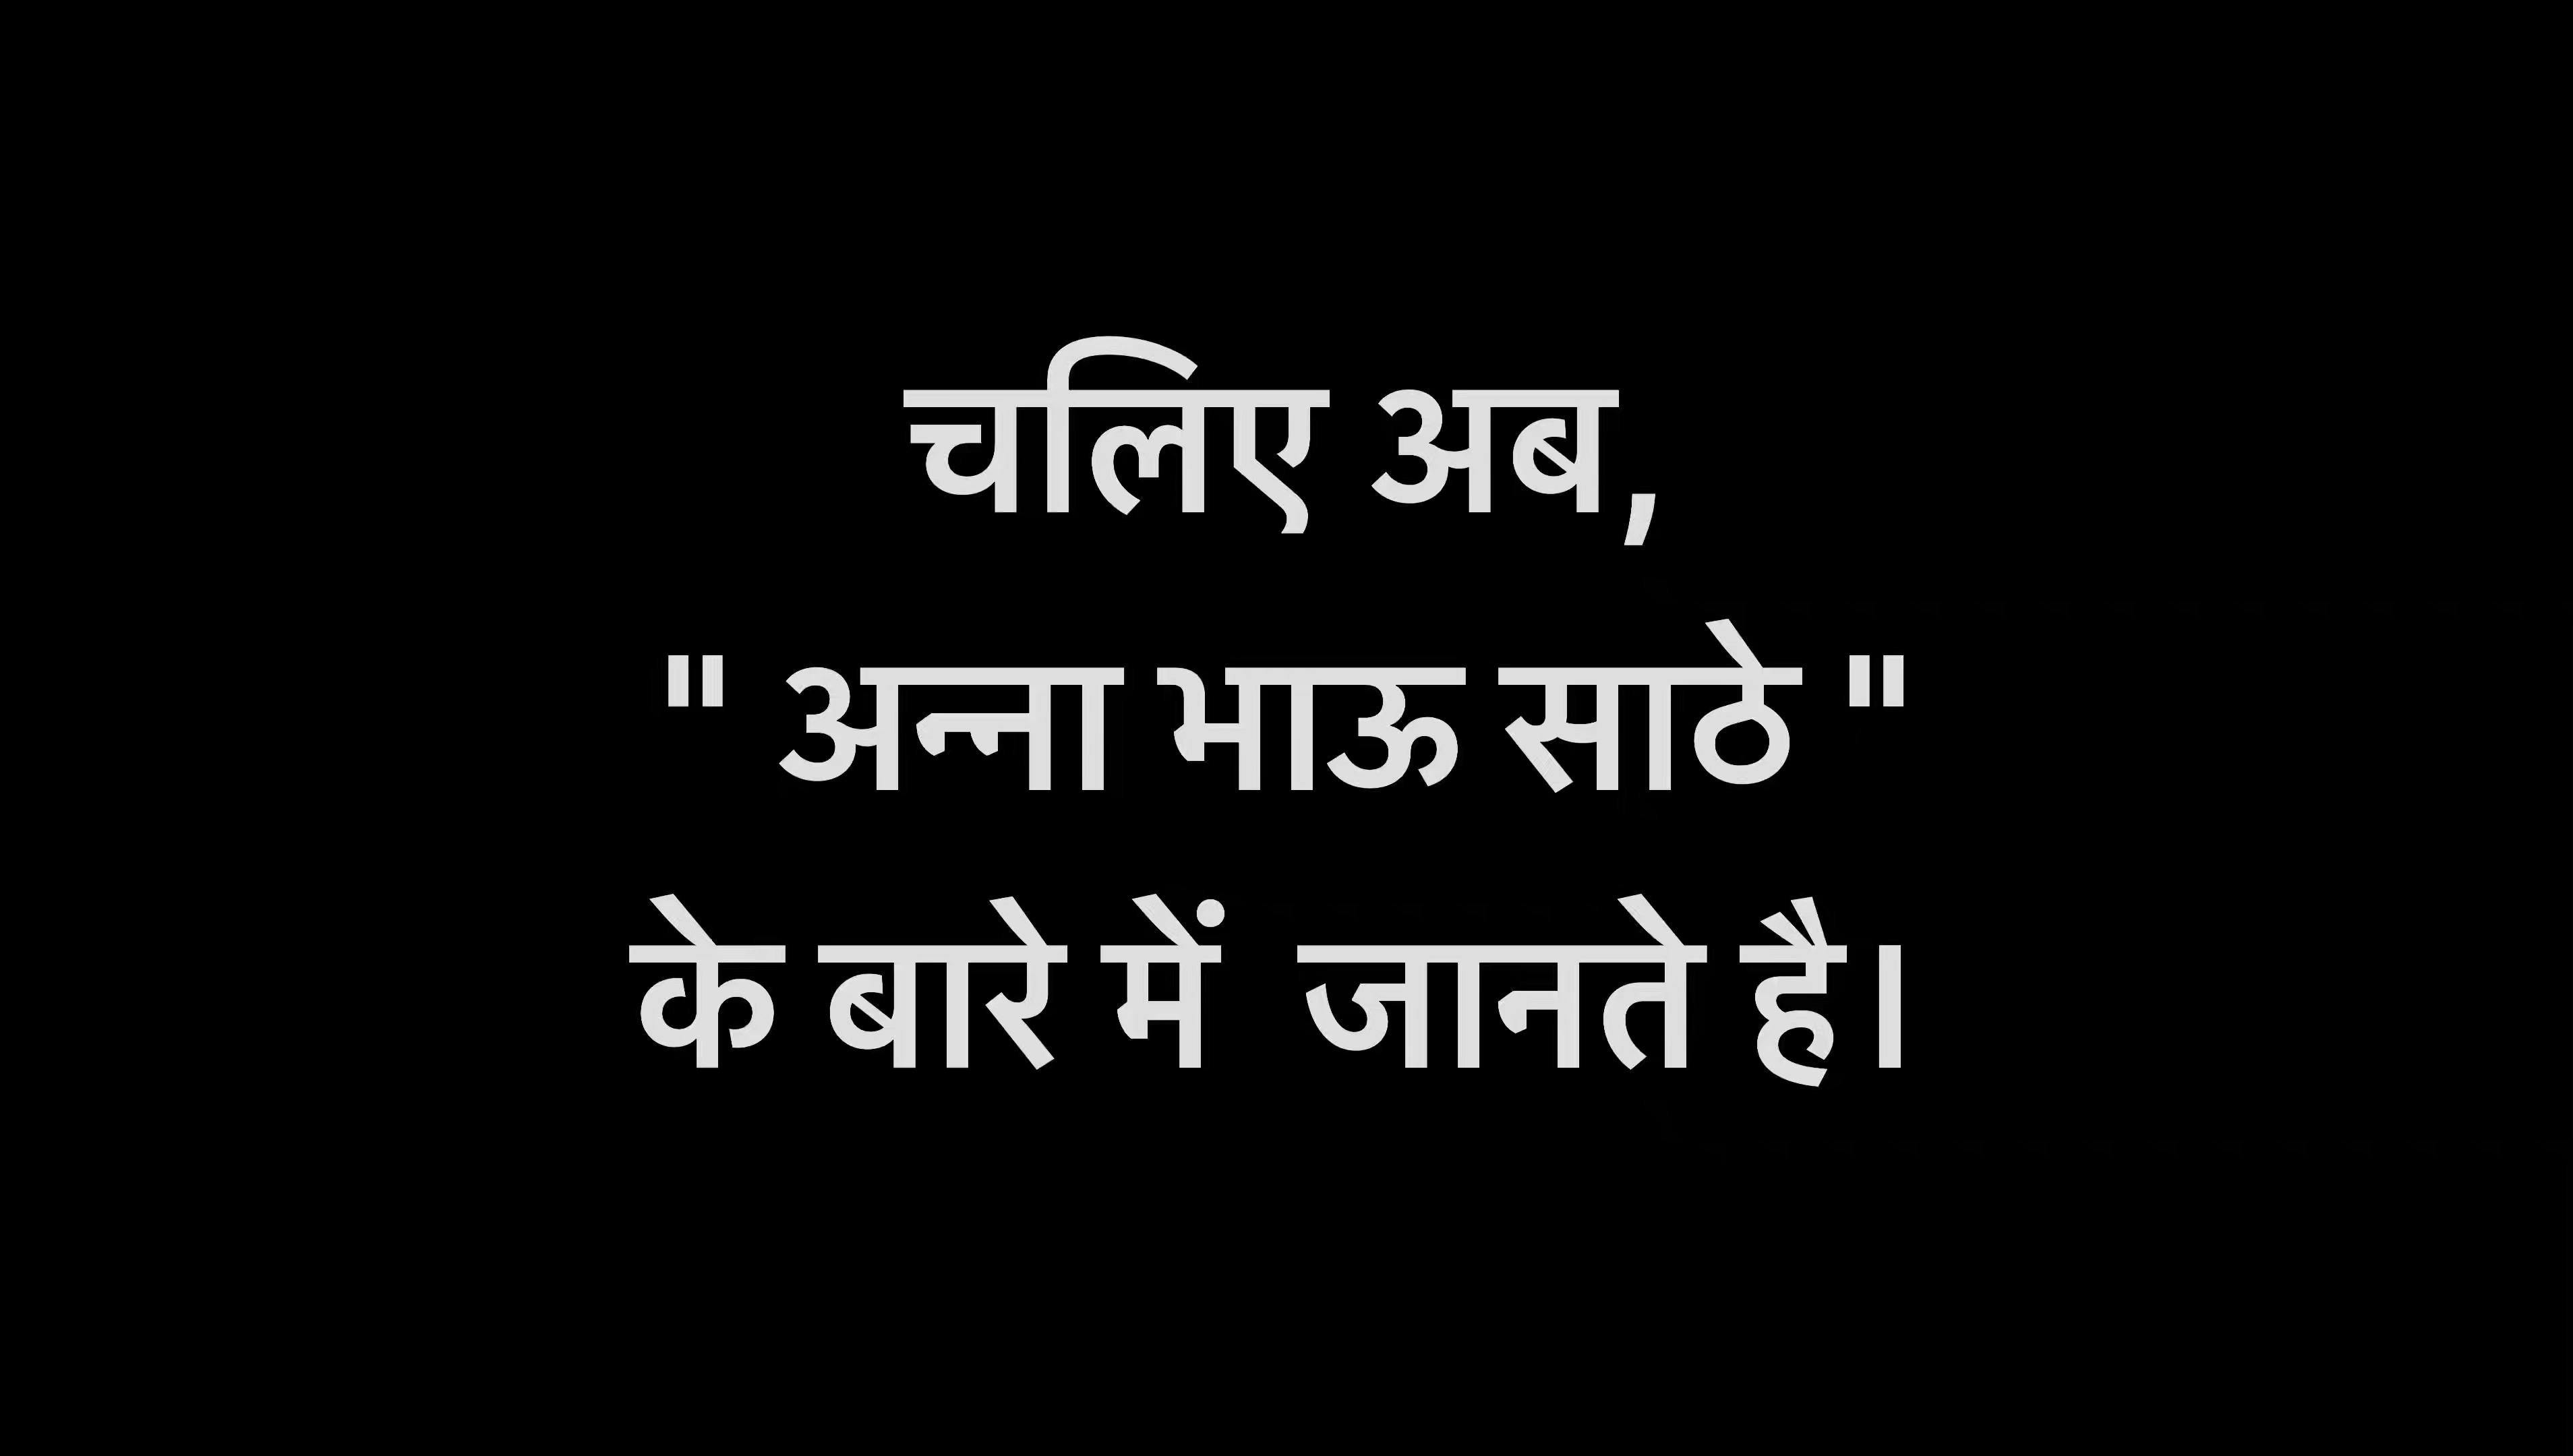 चलिए अब,
" अन्ना भाऊ साठे "
के बारे में  जानते है।